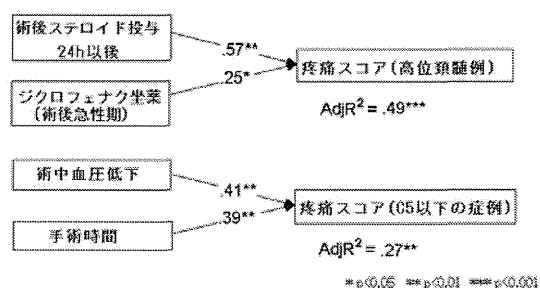 術後ステロイド投与
24h以後
.57**
疼痛スコア(高位頚髄例)
.25*
ジクロフェナク坐薬
(術後急性期)
AdjR² = .49***
術中血圧低下
.41**
疼痛スコア(C5以下の症例)
.39**
手術時間
AdjR² = .27**
*p<0.05 **p<0.01 ***p<0.001